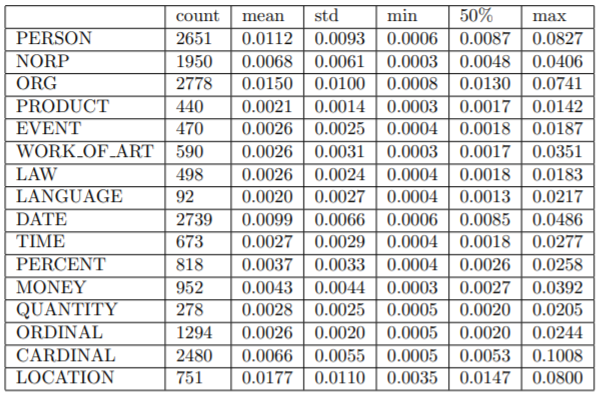 count mean std min 50% max
PERSON 2651 0.0112 0.0093 0.0006 0.0087 0.0827
NORP 1950 0.0068 0.0061 0.0003 0.0048 0.0406
ORG 2778 0.0150 0.0100 0.0008 0.0130 0.0741
PRODUCT 440 0.0021 0.0014 0.0003 0.0017 0.0142
EVENT 470 0.0026 0.0025 0.0004 0.0018 0.0187
WORK_OF_ART 590 0.0026 0.0031 0.0003 0.0017 0.0351
LAW 498 0.0026 0.0024 0.0004 0.0018 0.0183
LANGUAGE 92 0.0020 0.0027 0.0004 0.0013 0.0217
DATE 2739 0.0099 0.0066 0.0006 0.0085 0.0486
TIME 673 0.0027 0.0029 0.0004 0.0018 0.0277
PERCENT 818 0.0037 0.0033 0.0004 0.0026 0.0258
MONEY 952 0.0043 0.0044 0.0003 0.0027 0.0392
QUANTITY 278 0.0028 0.0025 0.0005 0.0020 0.0205
ORDINAL 1294 0.0026 0.0020 0.0005 0.0020 0.0244
CARDINAL 2480 0.0066 0.0055 0.0005 0.0053 0.1008
LOCATION 751 0.0177 0.0110 0.0035 0.0147 0.0800